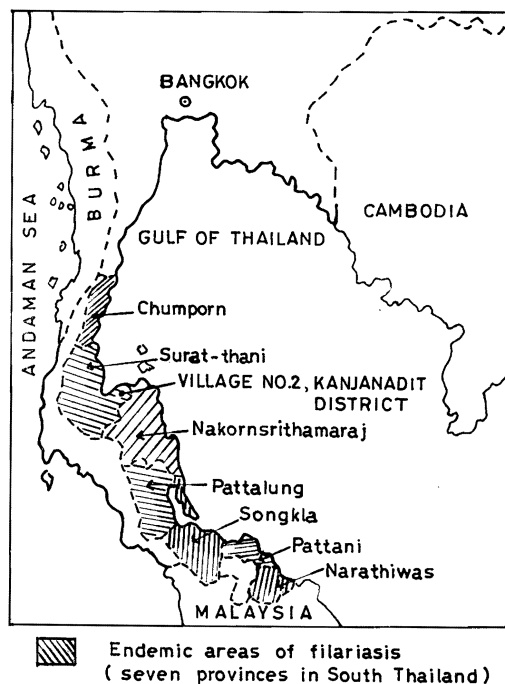 BANGKOK
BURMA
ANDAMAN SEA
CAMBODIA
GULF OF THAILAND
Chumporn
Surat-thani
VILLAGE NO.2, KANJANADIT
DISTRICT
Nakornsrithamaraj
Pattalung
Songkla
Pattani
Narathiwas
MALAYSIA
Endemic areas of filariasis
( seven provinces in South Thailand )